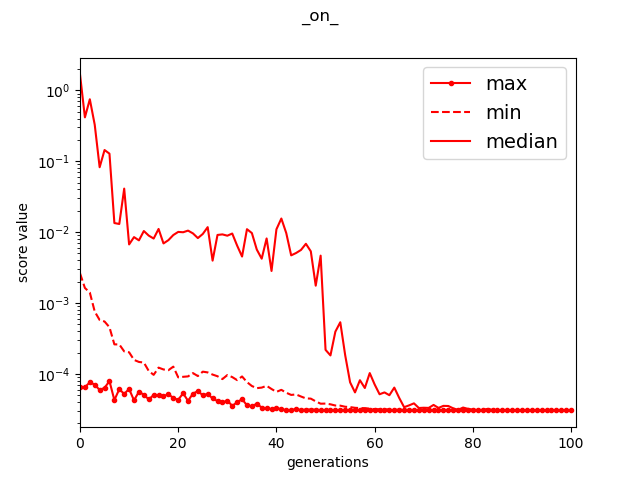 _on_
max
min
median
score value
10⁰
10⁻¹
10⁻²
10⁻³
10⁻⁴
0 20 40 60 80 100
generations